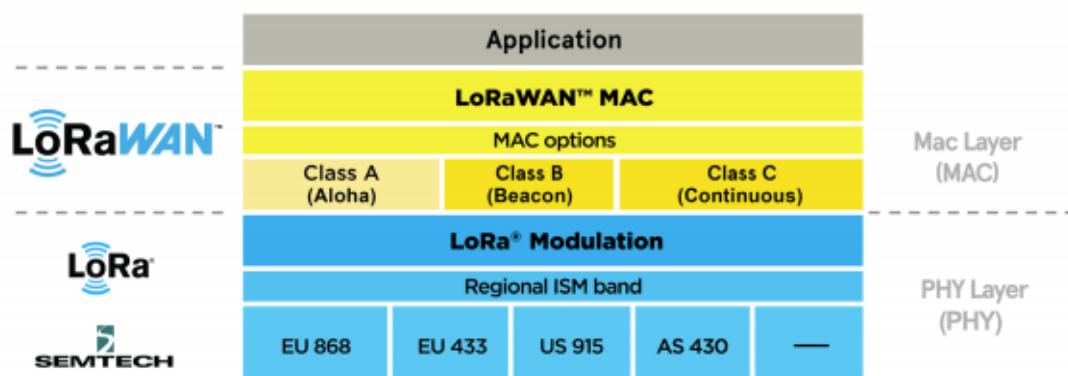 Application
LoRaWAN™ MAC
LoRaWAN™
MAC options
Mac Layer
(MAC)
Class A
(Aloha)
Class B
(Beacon)
Class C
(Continuous)
LoRa® Modulation
LoRa®
Regional ISM band
PHY Layer
(PHY)
SEMTECH
EU 868
EU 433
US 915
AS 430
—